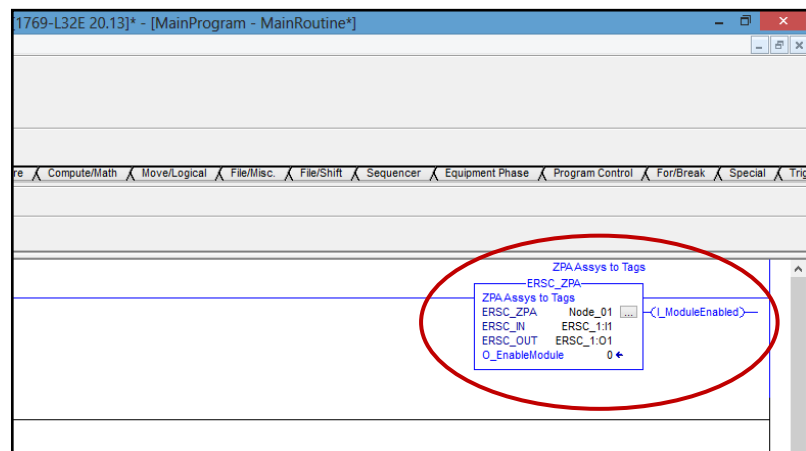 [1769-L32E 20.13]* - [MainProgram - MainRoutine*]
re Compute/Math Move/Logical File/Misc. File/Shift Sequencer Equipment Phase Program Control For/Break Special Trig
ZPA Assys to Tags
ERSC_ZPA
ZPA Assys to Tags
ERSC_ZPA Node_01 ... (I_ModuleEnabled)
ERSC_IN ERSC_1:I1
ERSC_OUT ERSC_1:O1
O_EnableModule 0